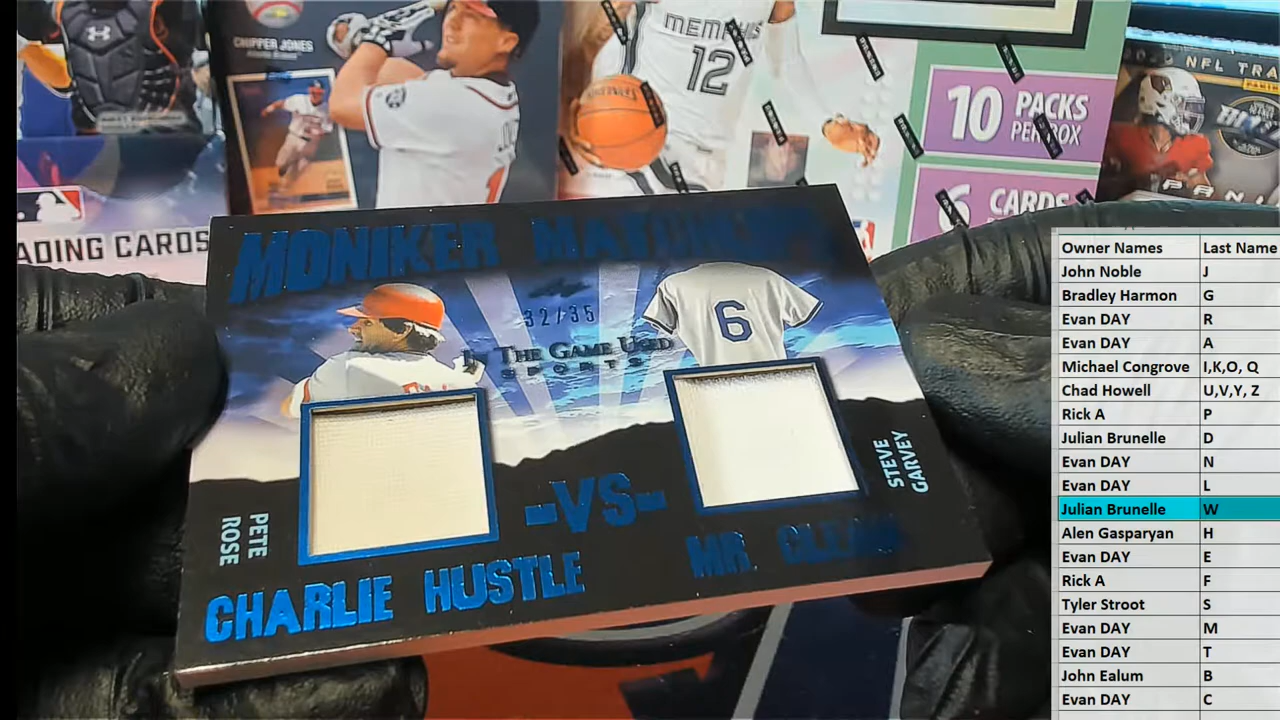 CHIPPER JONES
MEMPHIS
12
10 PACKS
PER BOX
6 CARDS
NFL TRA
ADING CARDS
MONIKER MATCHUPS
32/35
IN THE GAME USED
SPORTS
6
PETE
ROSE
-VS-
STEVE
GARVEY
CHARLIE HUSTLE
MR. CLEAN
Owner Names Last Name
John Noble J
Bradley Harmon G
Evan DAY R
Evan DAY A
Michael Congrove I,K,O, Q
Chad Howell U,V,Y, Z
Rick A P
Julian Brunelle D
Evan DAY N
Evan DAY L
Julian Brunelle W
Alen Gasparyan H
Evan DAY E
Rick A F
Tyler Stroot S
Evan DAY M
Evan DAY T
John Ealum B
Evan DAY C